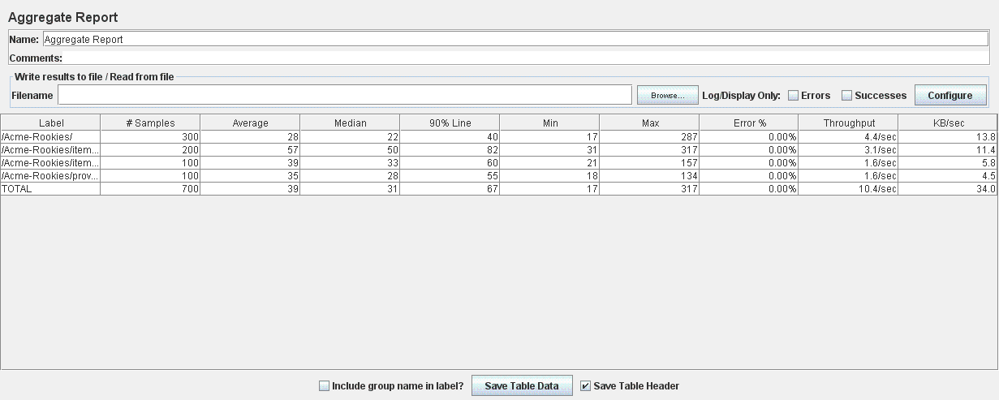 Aggregate Report
Name: Aggregate Report
Comments:
Write results to file / Read from file
Filename Browse... Log/Display Only: Errors Successes Configure
Label # Samples Average Median 90% Line Min Max Error % Throughput KB/sec
/Acme-Rookies/ 300 28 22 40 17 287 0.00% 4.4/sec 13.8
/Acme-Rookies/item... 200 57 50 82 31 317 0.00% 3.1/sec 11.4
/Acme-Rookies/item... 100 39 33 60 21 157 0.00% 1.6/sec 5.8
/Acme-Rookies/prov... 100 35 28 55 18 134 0.00% 1.6/sec 4.5
TOTAL 700 39 31 67 17 317 0.00% 10.4/sec 34.0
Include group name in label? Save Table Data Save Table Header